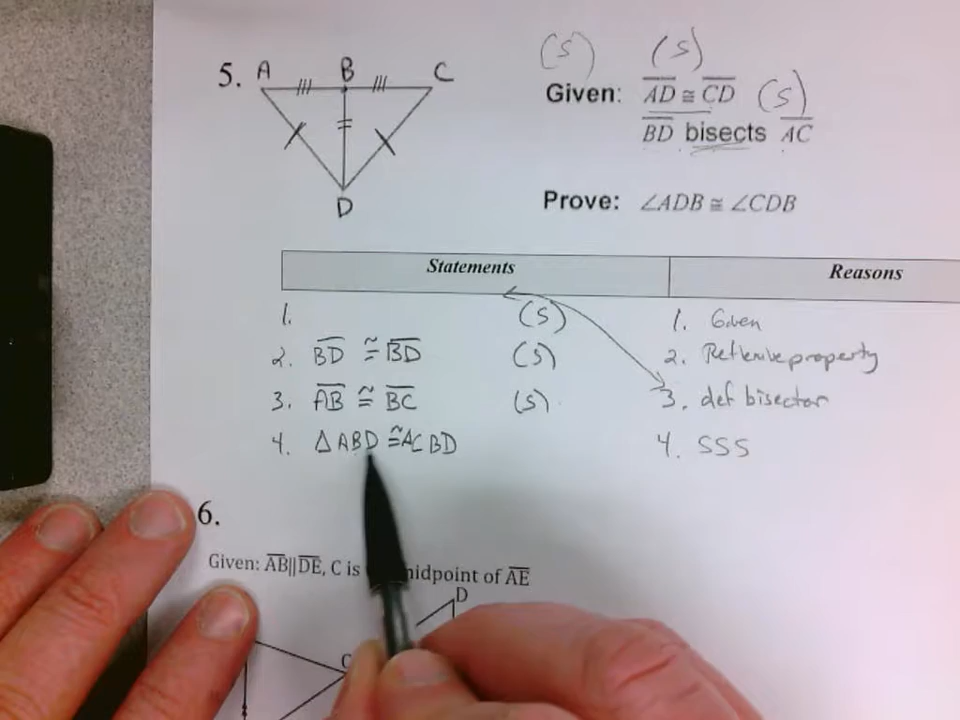 5. A B C
D
(S) (S)
Given: AD ≅ CD (S)
BD bisects AC
Prove: ∠ADB ≅ ∠CDB
Statements Reasons
1. (S) 1. Given
2. BD ≅ BD (S) 2. Reflexive property
3. AB ≅ BC (S) 3. def bisector
4. △ABD ≅ △CBD 4. SSS
6.
Given: AB||DE, C is midpoint of AE
D
C